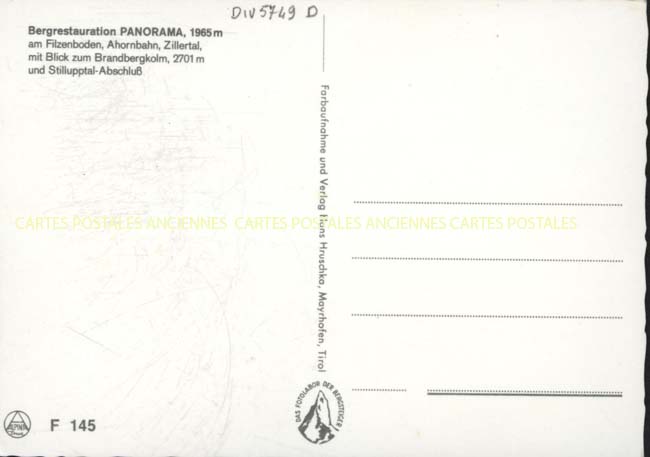 DIV5749 D
Bergrestauration PANORAMA, 1965 m
am Filzenboden, Ahornbahn, Zillertal,
mit Blick zum Brandbergkolm, 2701 m
und Stillupptal-Abschluß
Farbaufnahme und Verlag Hans Hruschka, Mayrhofen, Tirol
CARTES POSTALES ANCIENNES CARTES POSTALES ANCIENNES CARTES POSTALES
DAS FOTOLABOR DER BERGSTEIGER
F 145